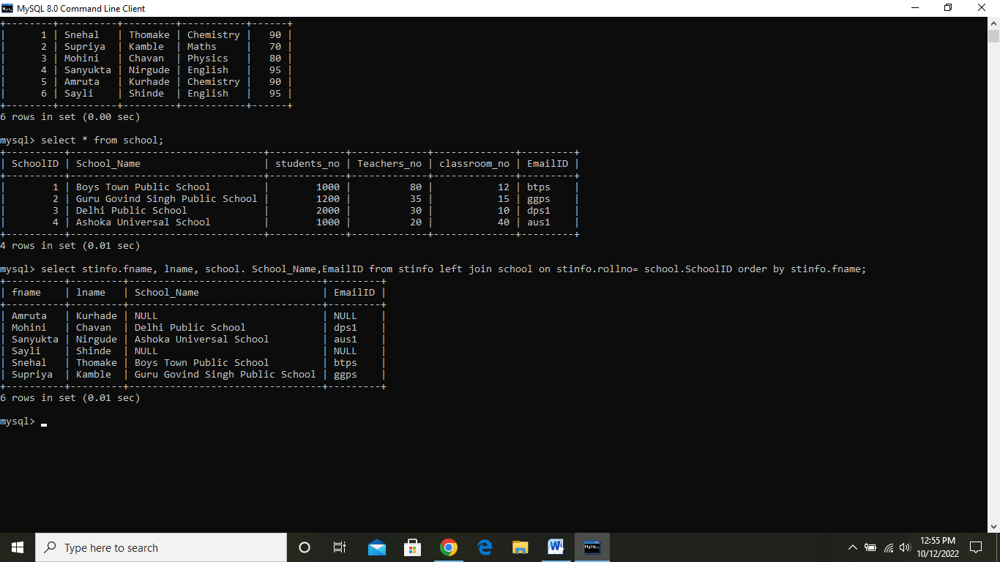 MySQL 8.0 Command Line Client
+--------+----------+---------+-----------+------+
|      1 | Snehal   | Thomake | Chemistry |   90 |
|      2 | Supriya  | Kamble  | Maths     |   70 |
|      3 | Mohini   | Chavan  | Physics   |   80 |
|      4 | Sanyukta | Nirgude | English   |   95 |
|      5 | Amruta   | Kurhade | Chemistry |   90 |
|      6 | Sayli    | Shinde  | English   |   95 |
+--------+----------+---------+-----------+------+
6 rows in set (0.00 sec)
mysql> select * from school;
+----------+---------------------------------+-------------+-------------+--------------+---------+
| SchoolID | School_Name                     | students_no | Teachers_no | classroom_no | EmailID |
+----------+---------------------------------+-------------+-------------+--------------+---------+
|        1 | Boys Town Public School         |        1000 |          80 |           12 | btps    |
|        2 | Guru Govind Singh Public School |        1200 |          35 |           15 | ggps    |
|        3 | Delhi Public School             |        2000 |          30 |           10 | dps1    |
|        4 | Ashoka Universal School         |        1000 |          20 |           40 | aus1    |
+----------+---------------------------------+-------------+-------------+--------------+---------+
4 rows in set (0.01 sec)
mysql> select stinfo.fname, lname, school. School_Name,EmailID from stinfo left join school on stinfo.rollno= school.SchoolID order by stinfo.fname;
+----------+---------+---------------------------------+---------+
| fname    | lname   | School_Name                     | EmailID |
+----------+---------+---------------------------------+---------+
| Amruta   | Kurhade | NULL                            | NULL    |
| Mohini   | Chavan  | Delhi Public School             | dps1    |
| Sanyukta | Nirgude | Ashoka Universal School         | aus1    |
| Sayli    | Shinde  | NULL                            | NULL    |
| Snehal   | Thomake | Boys Town Public School         | btps    |
| Supriya  | Kamble  | Guru Govind Singh Public School | ggps    |
+----------+---------+---------------------------------+---------+
6 rows in set (0.01 sec)
mysql> _
Type here to search
12:55 PM
10/12/2022